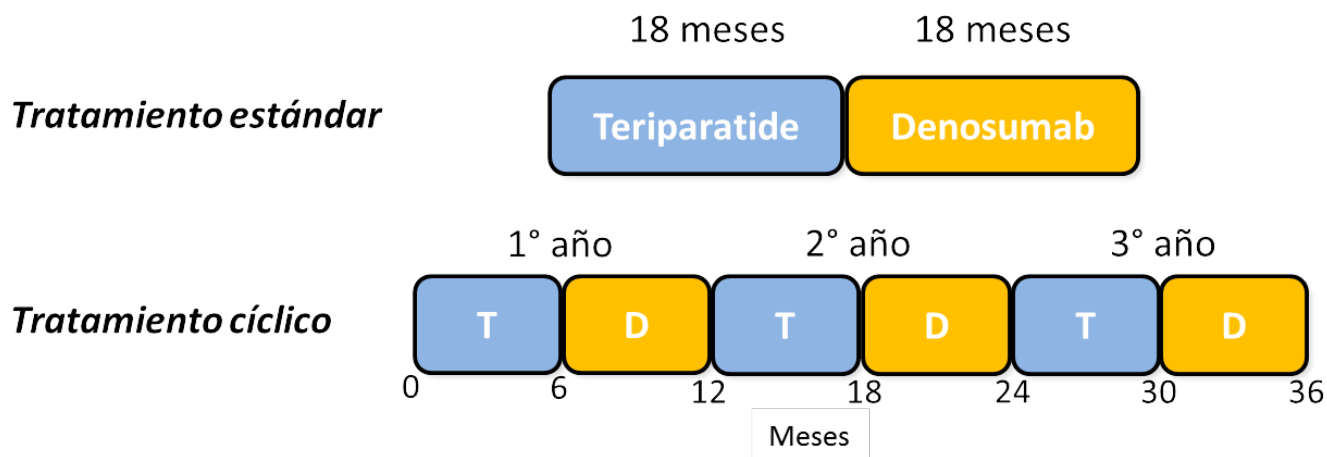 18 meses 18 meses
Tratamiento estándar Teriparatide Denosumab
1° año 2° año 3° año
Tratamiento cíclico T D T D T D
0 6 12 18 24 30 36
Meses